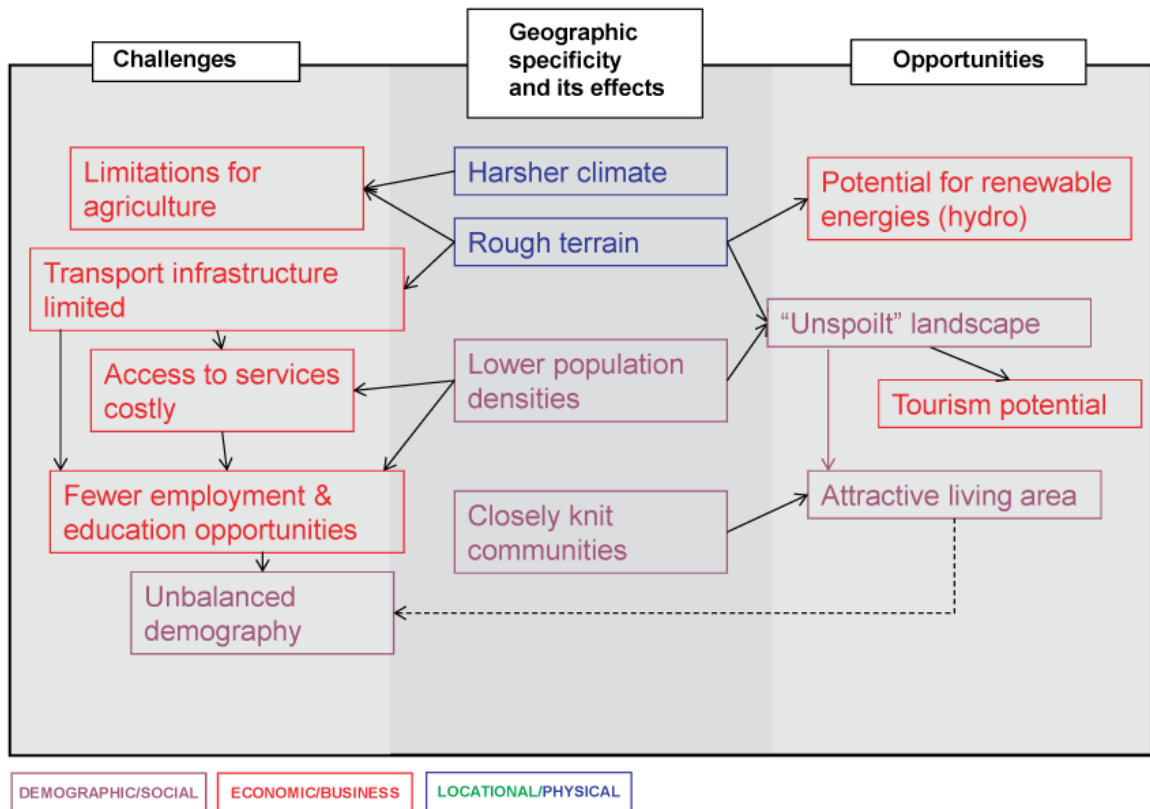 Challenges
Geographic
specificity
and its effects
Opportunities
Limitations for
agriculture
Transport infrastructure
limited
Access to services
costly
Fewer employment &
education opportunities
Unbalanced
demography
Harsher climate
Rough terrain
Lower population
densities
Closely knit
communities
Potential for renewable
energies (hydro)
“Unspoilt” landscape
Tourism potential
Attractive living area
DEMOGRAPHIC/SOCIAL
ECONOMIC/BUSINESS
LOCATIONAL/PHYSICAL